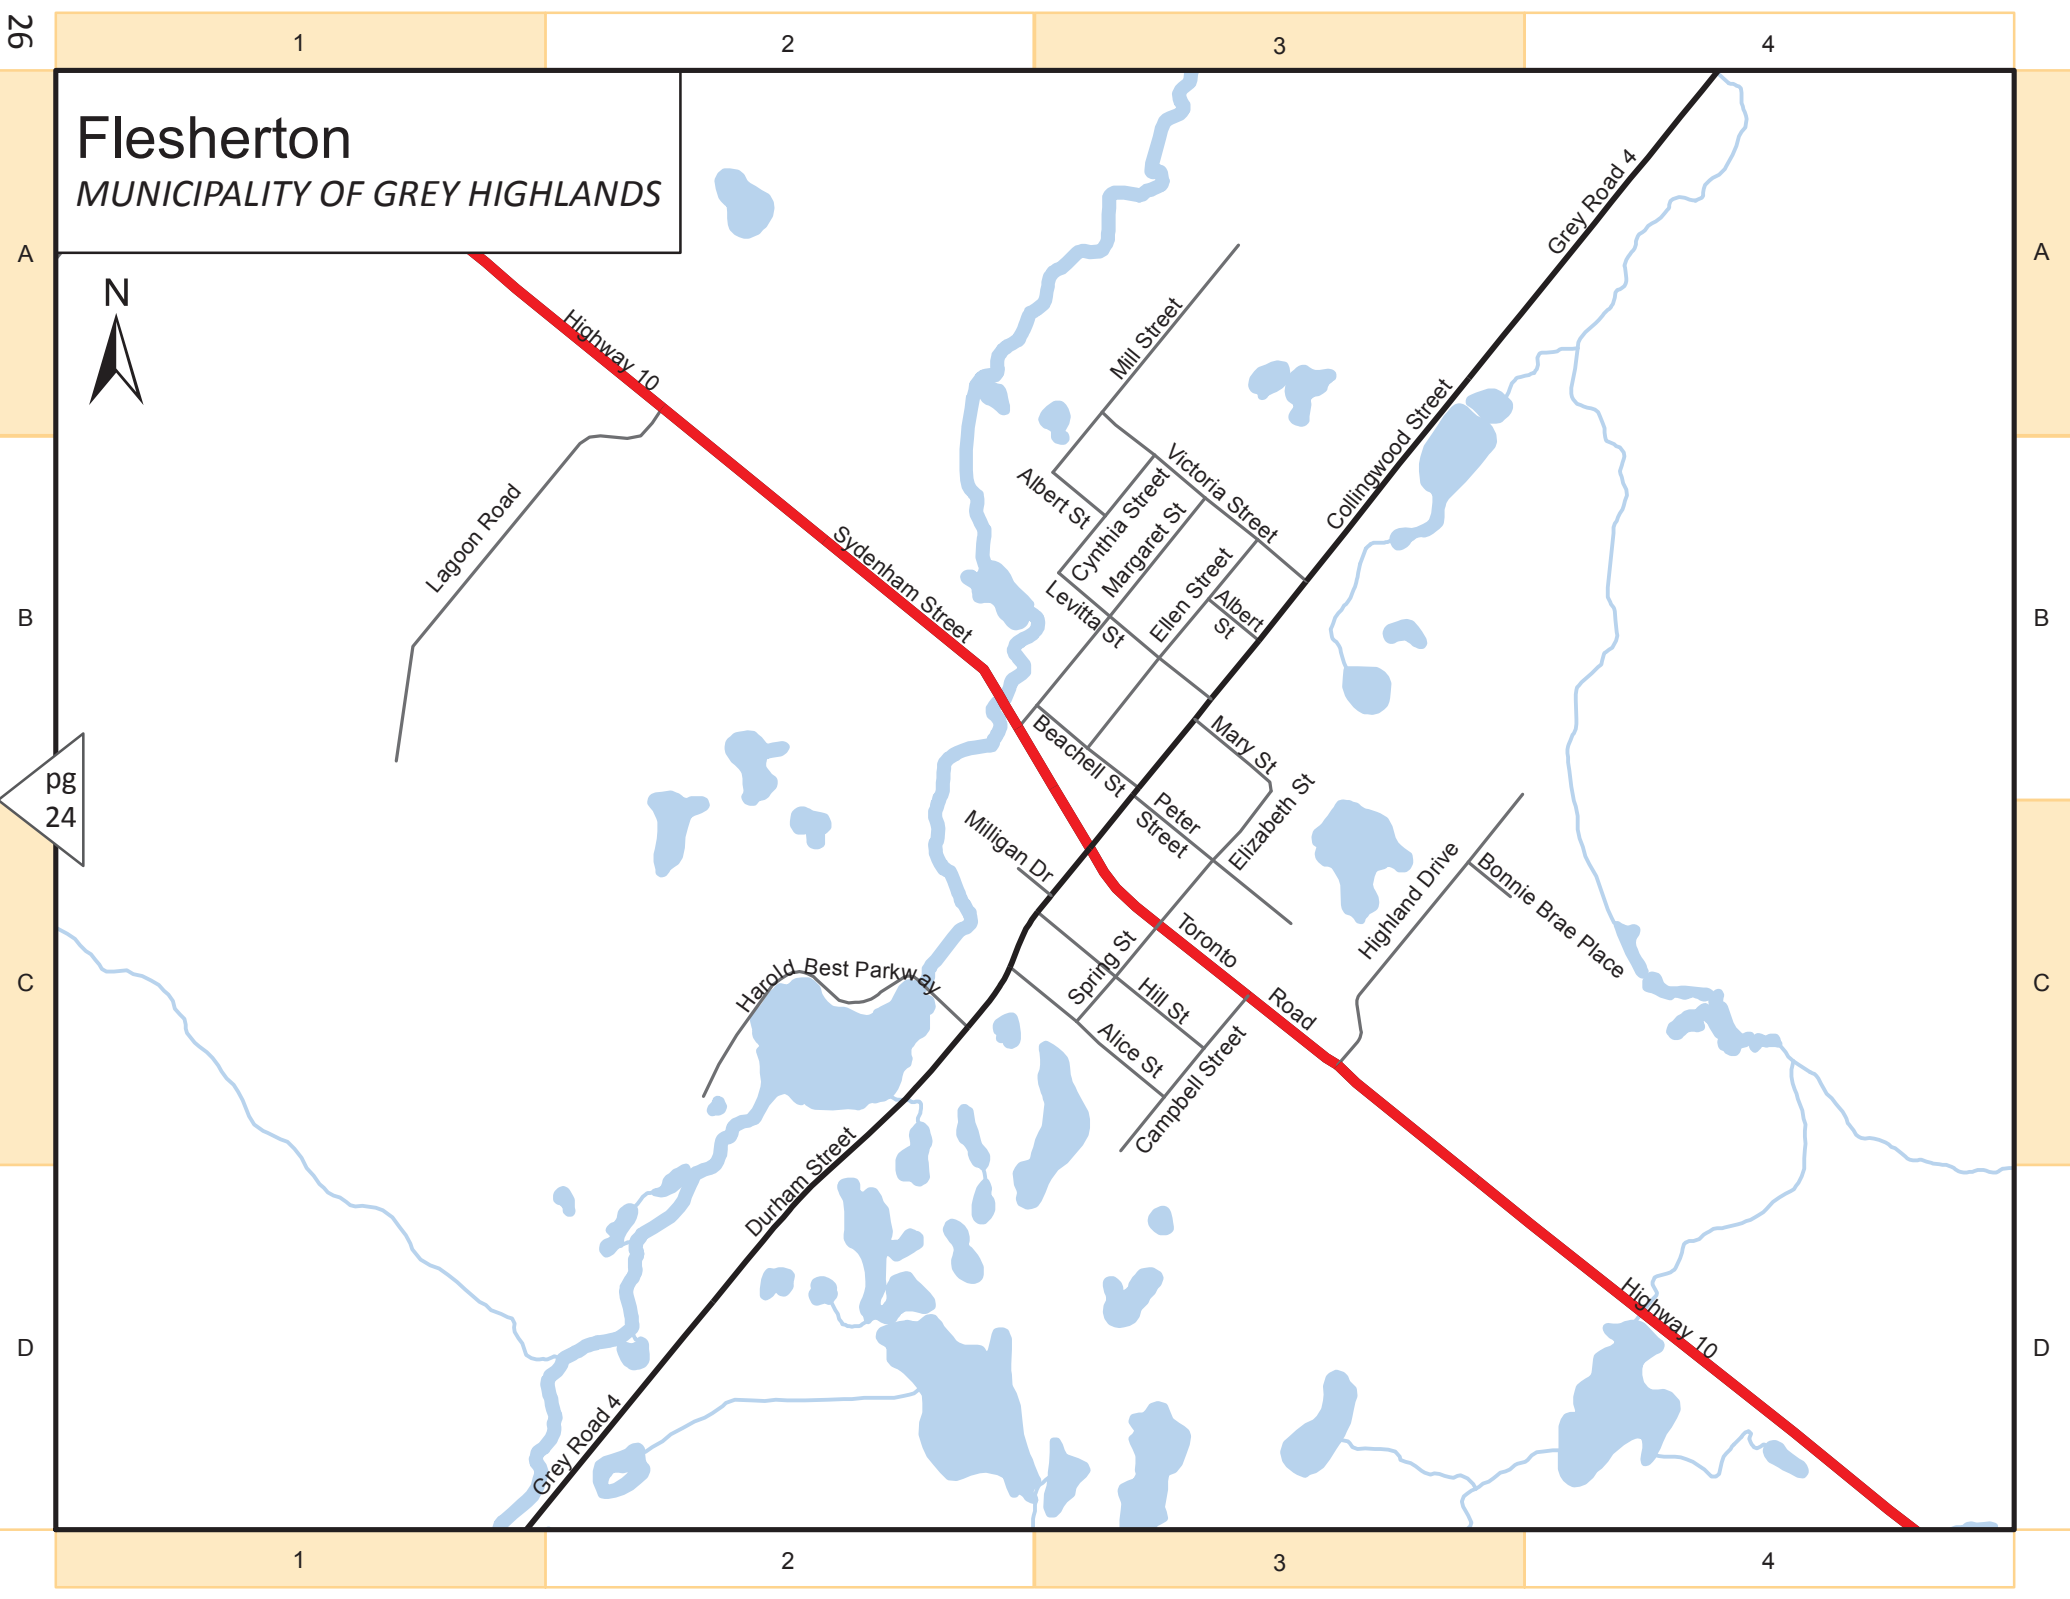 26
1
2
3
4
Flesherton
MUNICIPALITY OF GREY HIGHLANDS
A
A
N
Grey Road 4
Highway 10
Mill Street
Collingwood Street
Victoria Street
Albert St
Cynthia Street
Margaret St
Lagoon Road
Sydenham Street
Ellen Street
Levitta St
Albert
St
B
B
Mary St
Beachell St
pg
24
Peter
Street
Elizabeth St
Milligan Dr
Highland Drive
Bonnie Brae Place
Toronto
Road
Spring St
Harold Best Parkway
Hill St
C
C
Alice St
Campbell Street
Durham Street
Highway 10
D
D
Grey Road 4
1
2
3
4